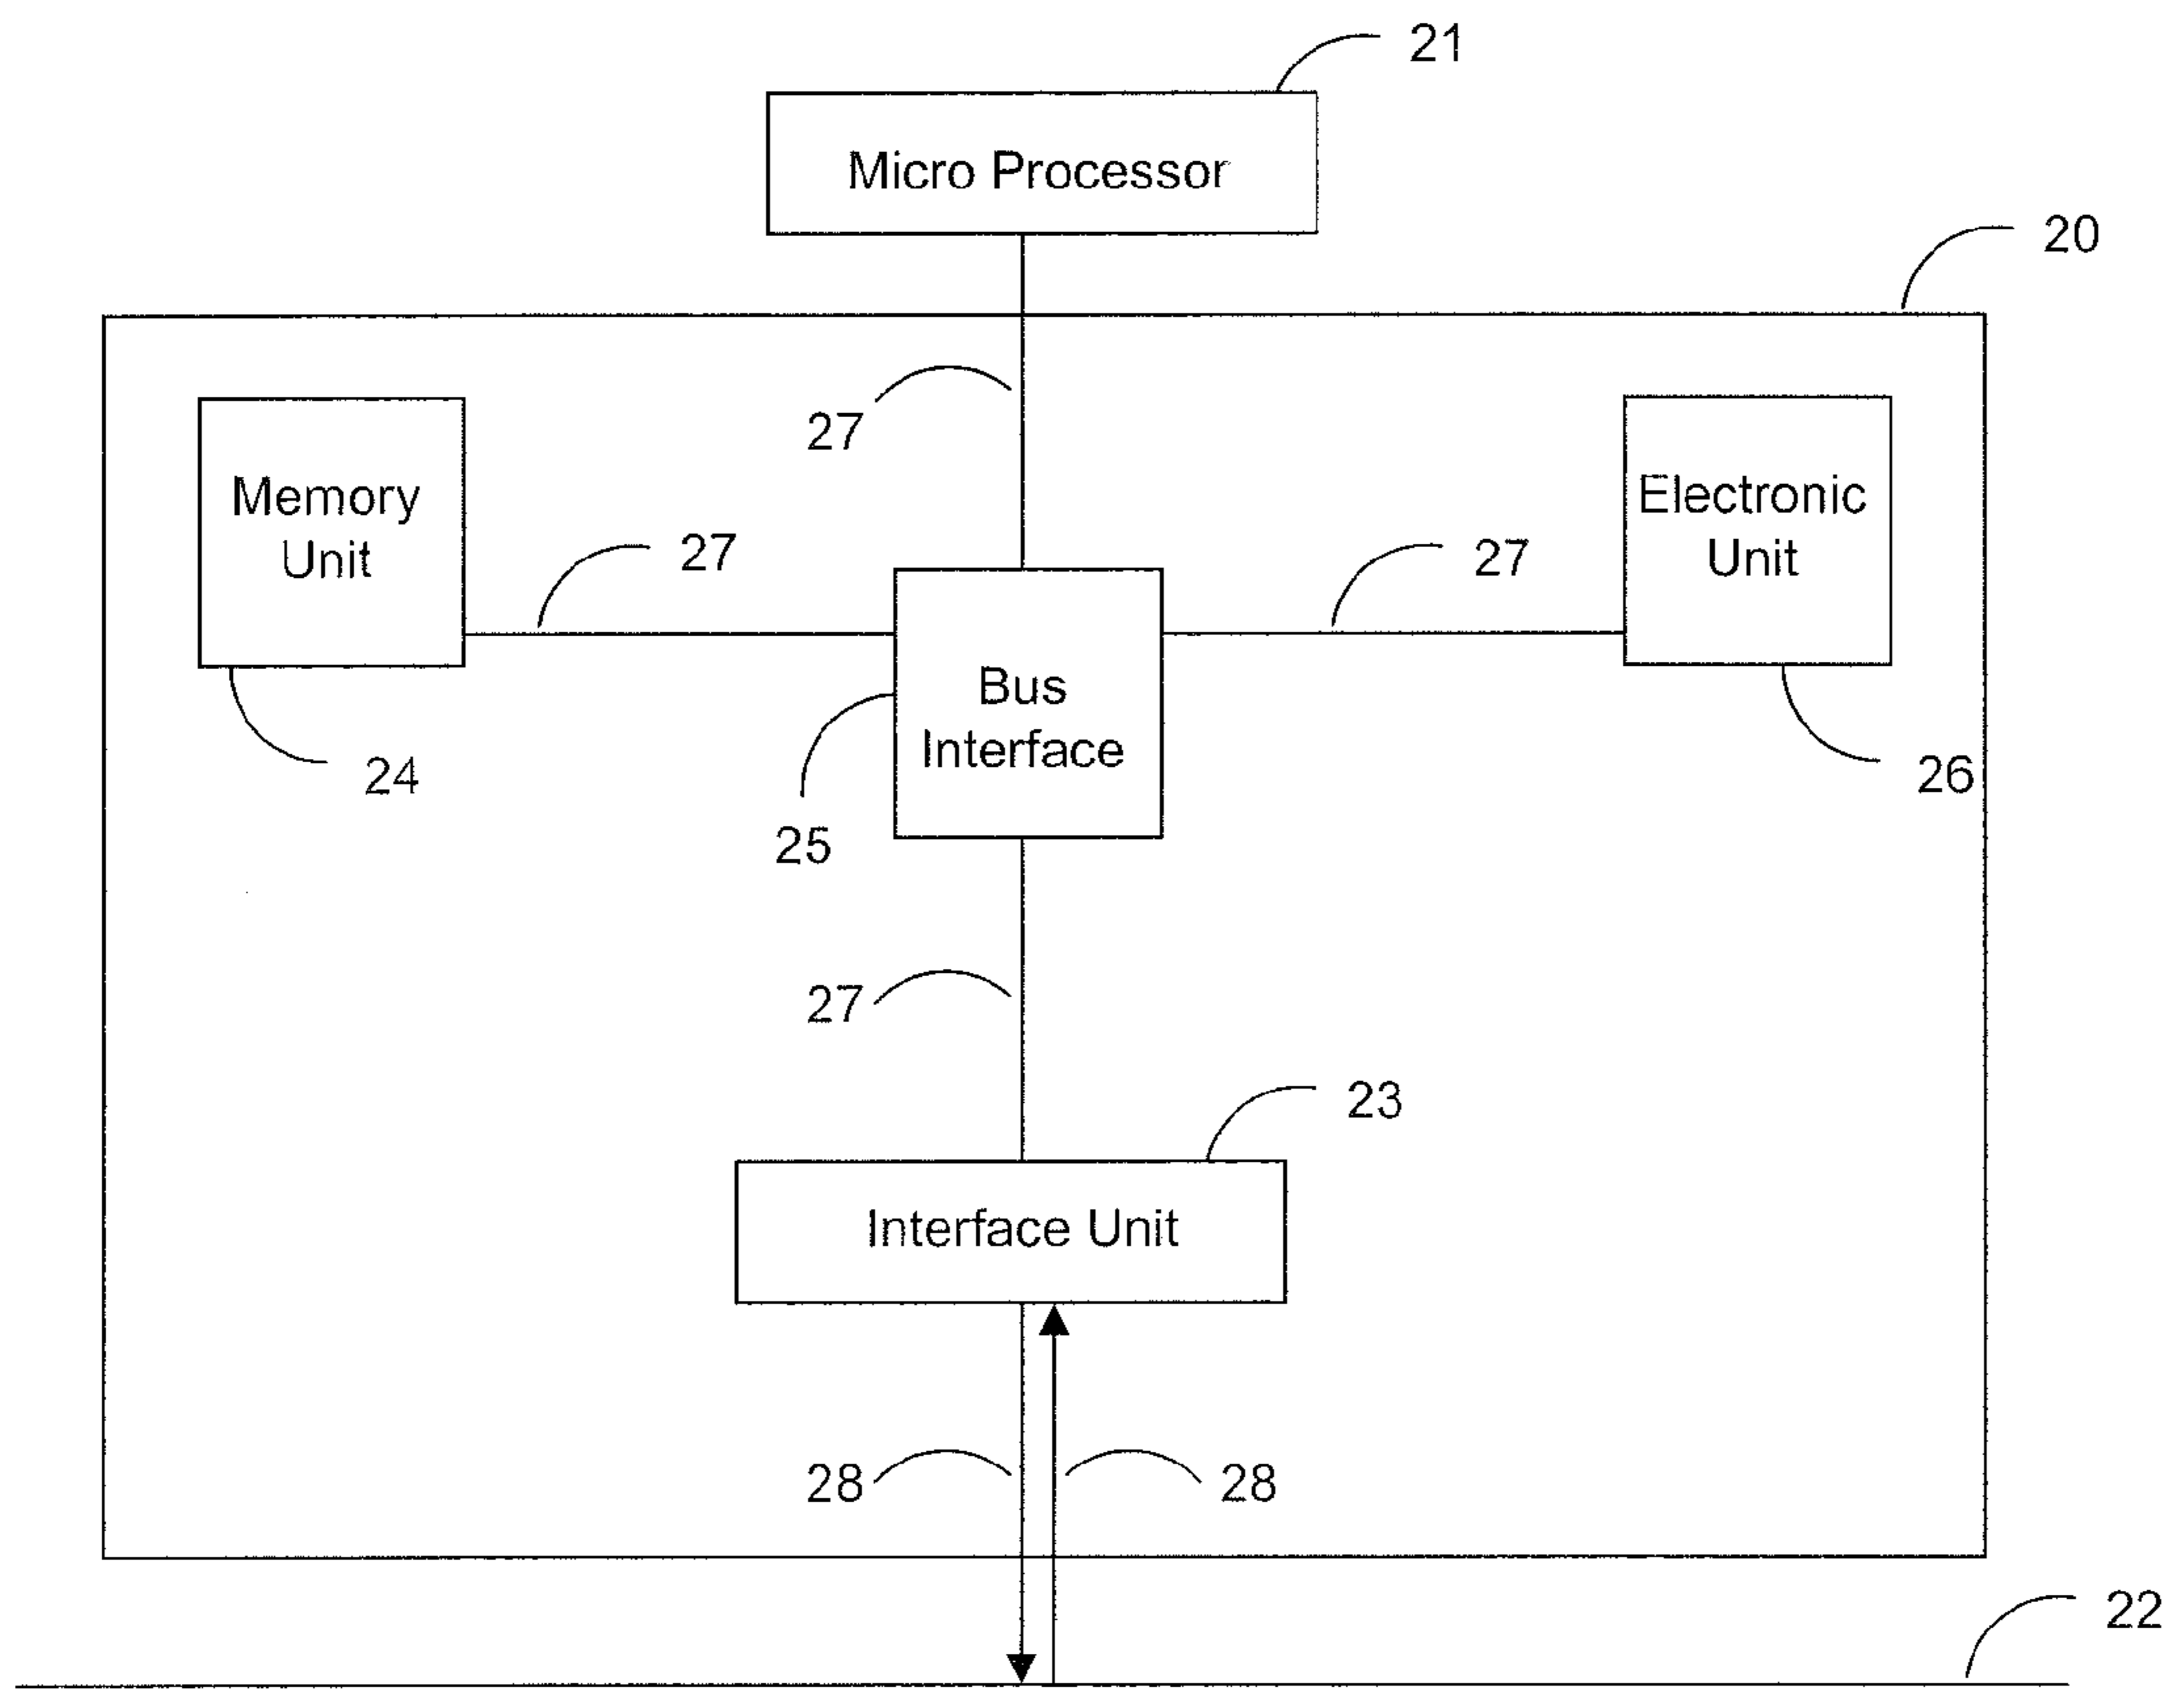 21
Micro Processor
20
27
Memory
Unit
Electronic
Unit
27
27
Bus
Interface
24
25
26
27
23
Interface Unit
28
28
22